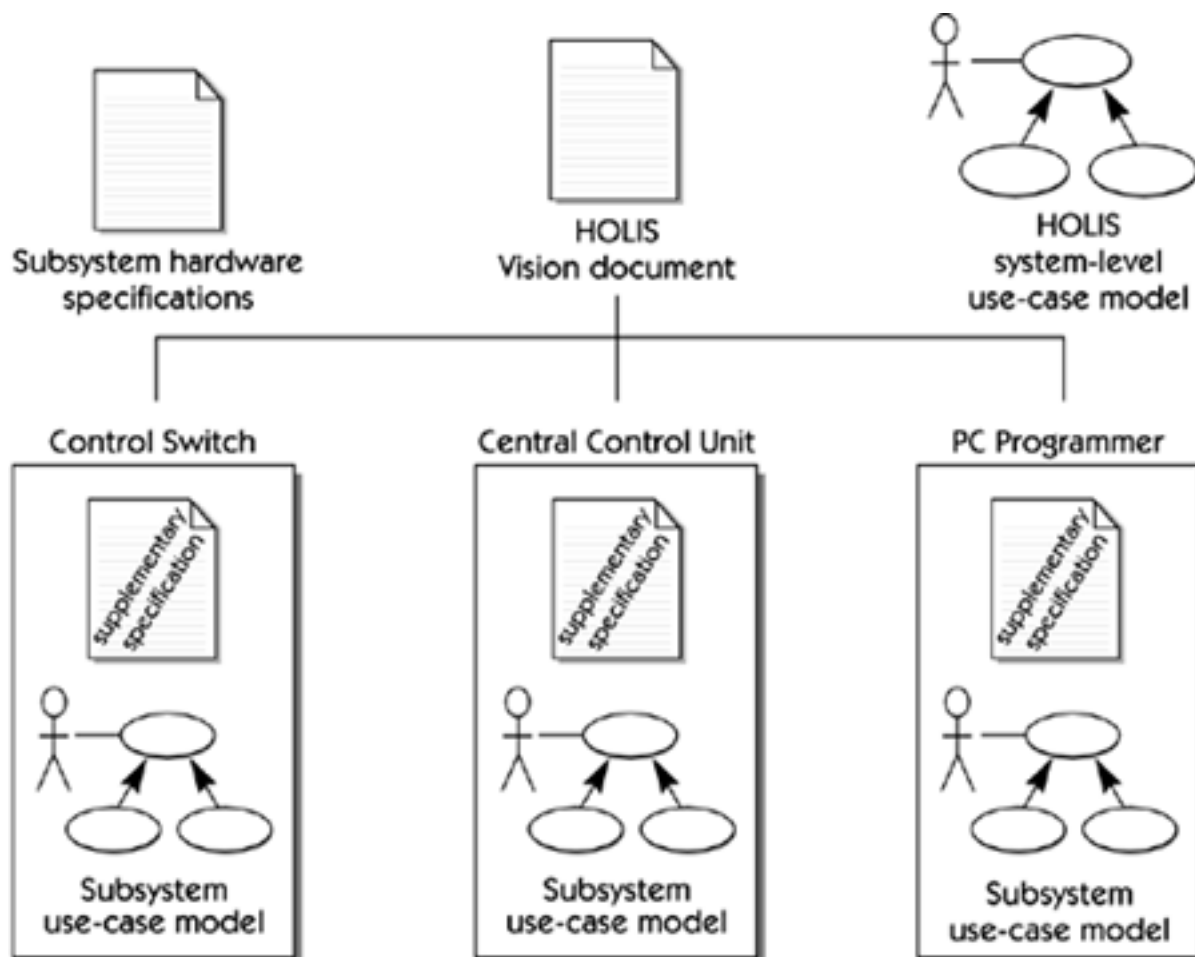 Subsystem hardware
specifications
HOLIS
Vision document
HOLIS
system-level
use-case model
Control Switch
supplementary
specification
Subsystem
use-case model
Central Control Unit
supplementary
specification
Subsystem
use-case model
PC Programmer
supplementary
specification
Subsystem
use-case model